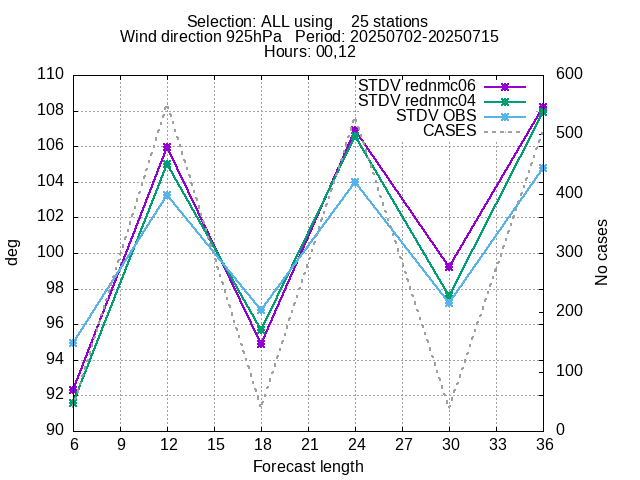 Selection: ALL using    25 stations
Wind direction 925hPa   Period: 20250702-20250715
Hours: 00,12
STDV rednmc06
STDV rednmc04
STDV OBS
CASES
110
108
106
104
102
100
98
96
94
92
90
deg
600
500
400
300
200
100
0
No cases
6 9 12 15 18 21 24 27 30 33 36
Forecast length